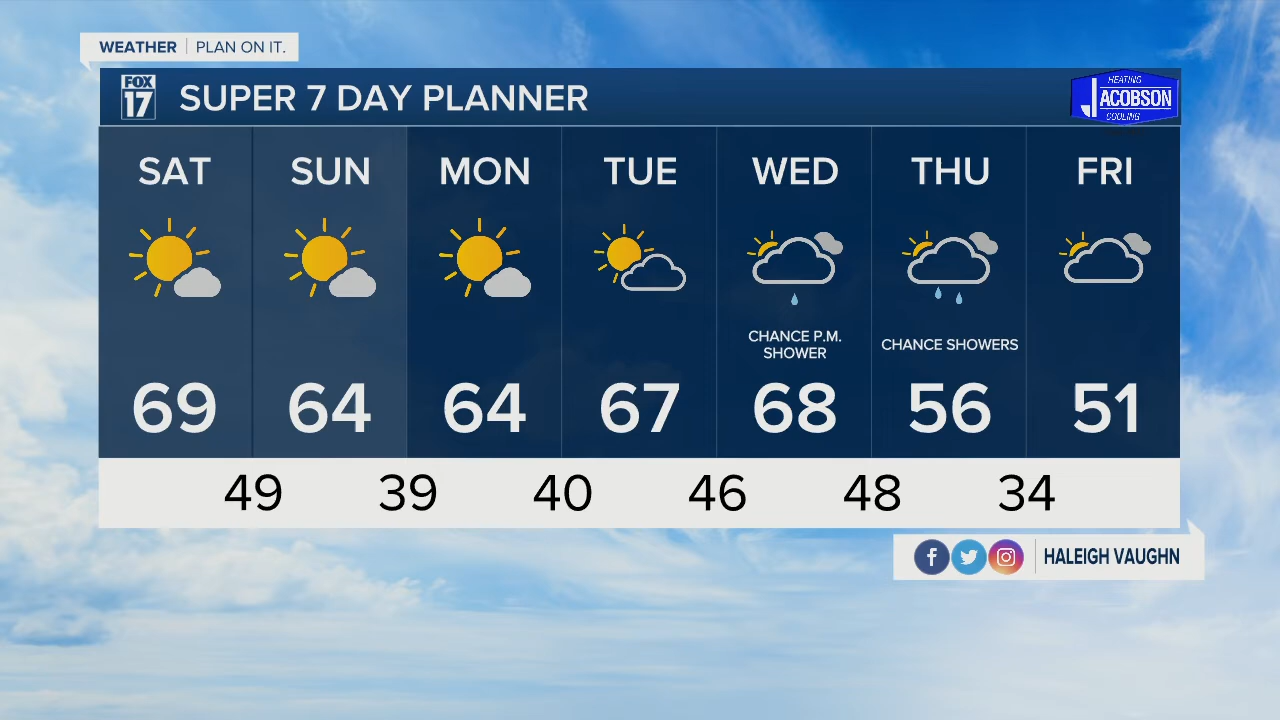 WEATHER | PLAN ON IT.
FOX
17
SUPER 7 DAY PLANNER
HEATING
JACOBSON
COOLING
SAT SUN MON TUE WED THU FRI
CHANCE P.M.
SHOWER
CHANCE SHOWERS
69 64 64 67 68 56 51
49 39 40 46 48 34
HALEIGH VAUGHN